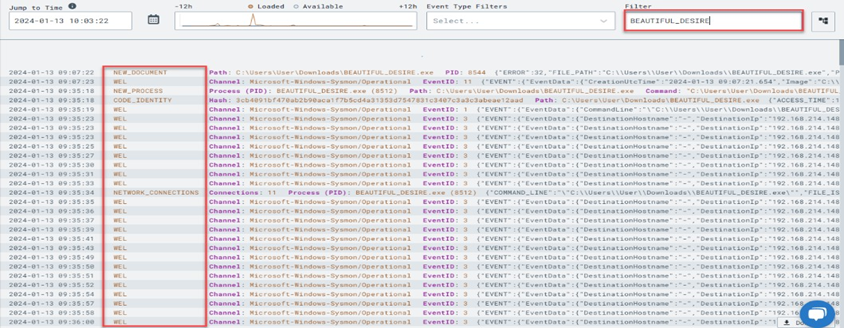 Jump to Time
2024-01-13 10:03:22
-12h Loaded Available +12h
Event Type Filters
Select...
Filter
BEAUTIFUL_DESIRE
2024-01-13 09:07:22 NEW_DOCUMENT Path: C:\Users\User\Downloads\BEAUTIFUL_DESIRE.exe PID: 8544 {"ERROR":32,"FILE_PATH":"C:\\Users\\User\\Downloads\\BEAUTIFUL_DESIRE.exe","P
2024-01-13 09:07:23 WEL Channel: Microsoft-Windows-Sysmon/Operational EventID: 11 {"EVENT":{"EventData":{"CreationUtcTime":"2024-01-13 09:07:21.654","Image":"C:\\
2024-01-13 09:35:18 NEW_PROCESS Process (PID): BEAUTIFUL_DESIRE.exe (8512) Path: C:\Users\User\Downloads\BEAUTIFUL_DESIRE.exe Command: "C:\Users\User\Downloads\BEAUTIFUL
2024-01-13 09:35:18 CODE_IDENTITY Hash: Path: C:\Users\User\Downloads\BEAUTIFUL_DESIRE.exe {"ACCESS_TIME":1
2024-01-13 09:35:19 WEL Channel: Microsoft-Windows-Sysmon/Operational EventID: 1 {"EVENT":{"EventData":{"CommandLine":"\"C:\\Users\\User\\Downloads\\BEAUTIFUL_DES
2024-01-13 09:35:23 WEL Channel: Microsoft-Windows-Sysmon/Operational EventID: 3 {"EVENT":{"EventData":{"DestinationHostname":"-","DestinationIp":"192.168.214.148
2024-01-13 09:35:23 WEL Channel: Microsoft-Windows-Sysmon/Operational EventID: 3 {"EVENT":{"EventData":{"DestinationHostname":"-","DestinationIp":"192.168.214.148
2024-01-13 09:35:23 WEL Channel: Microsoft-Windows-Sysmon/Operational EventID: 3 {"EVENT":{"EventData":{"DestinationHostname":"-","DestinationIp":"192.168.214.148
2024-01-13 09:35:25 WEL Channel: Microsoft-Windows-Sysmon/Operational EventID: 3 {"EVENT":{"EventData":{"DestinationHostname":"-","DestinationIp":"192.168.214.148
2024-01-13 09:35:27 WEL Channel: Microsoft-Windows-Sysmon/Operational EventID: 3 {"EVENT":{"EventData":{"DestinationHostname":"-","DestinationIp":"192.168.214.148
2024-01-13 09:35:30 WEL Channel: Microsoft-Windows-Sysmon/Operational EventID: 3 {"EVENT":{"EventData":{"DestinationHostname":"-","DestinationIp":"192.168.214.148
2024-01-13 09:35:31 WEL Channel: Microsoft-Windows-Sysmon/Operational EventID: 3 {"EVENT":{"EventData":{"DestinationHostname":"-","DestinationIp":"192.168.214.148
2024-01-13 09:35:33 WEL Channel: Microsoft-Windows-Sysmon/Operational EventID: 3 {"EVENT":{"EventData":{"DestinationHostname":"-","DestinationIp":"192.168.214.148
2024-01-13 09:35:34 NETWORK_CONNECTIONS Connections: 11 Process (PID): BEAUTIFUL_DESIRE.exe (8512) {"COMMAND_LINE":"\"C:\\Users\\User\\Downloads\\BEAUTIFUL_DESIRE.exe\"","FILE_IS
2024-01-13 09:35:35 WEL Channel: Microsoft-Windows-Sysmon/Operational EventID: 3 {"EVENT":{"EventData":{"DestinationHostname":"-","DestinationIp":"192.168.214.148
2024-01-13 09:35:36 WEL Channel: Microsoft-Windows-Sysmon/Operational EventID: 3 {"EVENT":{"EventData":{"DestinationHostname":"-","DestinationIp":"192.168.214.148
2024-01-13 09:35:37 WEL Channel: Microsoft-Windows-Sysmon/Operational EventID: 3 {"EVENT":{"EventData":{"DestinationHostname":"-","DestinationIp":"192.168.214.148
2024-01-13 09:35:39 WEL Channel: Microsoft-Windows-Sysmon/Operational EventID: 3 {"EVENT":{"EventData":{"DestinationHostname":"-","DestinationIp":"192.168.214.148
2024-01-13 09:35:41 WEL Channel: Microsoft-Windows-Sysmon/Operational EventID: 3 {"EVENT":{"EventData":{"DestinationHostname":"-","DestinationIp":"192.168.214.148
2024-01-13 09:35:43 WEL Channel: Microsoft-Windows-Sysmon/Operational EventID: 3 {"EVENT":{"EventData":{"DestinationHostname":"-","DestinationIp":"192.168.214.148
2024-01-13 09:35:49 WEL Channel: Microsoft-Windows-Sysmon/Operational EventID: 3 {"EVENT":{"EventData":{"DestinationHostname":"-","DestinationIp":"192.168.214.148
2024-01-13 09:35:50 WEL Channel: Microsoft-Windows-Sysmon/Operational EventID: 3 {"EVENT":{"EventData":{"DestinationHostname":"-","DestinationIp":"192.168.214.148
2024-01-13 09:35:51 WEL Channel: Microsoft-Windows-Sysmon/Operational EventID: 3 {"EVENT":{"EventData":{"DestinationHostname":"-","DestinationIp":"192.168.214.148
2024-01-13 09:35:52 WEL Channel: Microsoft-Windows-Sysmon/Operational EventID: 3 {"EVENT":{"EventData":{"DestinationHostname":"-","DestinationIp":"192.168.214.148
2024-01-13 09:35:54 WEL Channel: Microsoft-Windows-Sysmon/Operational EventID: 3 {"EVENT":{"EventData":{"DestinationHostname":"-","DestinationIp":"192.168.214.148
2024-01-13 09:35:57 WEL Channel: Microsoft-Windows-Sysmon/Operational EventID: 3 {"EVENT":{"EventData":{"DestinationHostname":"-","DestinationIp":"192.168.214.148
2024-01-13 09:35:58 WEL Channel: Microsoft-Windows-Sysmon/Operational EventID: 3 {"EVENT":{"EventData":{"DestinationHostname":"-","DestinationIp":"192.168.214.148
2024-01-13 09:36:00 WEL Channel: Microsoft-Windows-Sysmon/Operational EventID: 3 {"EVENT":{"EventData":{"DestinationHostname":"-","DestinationIp":